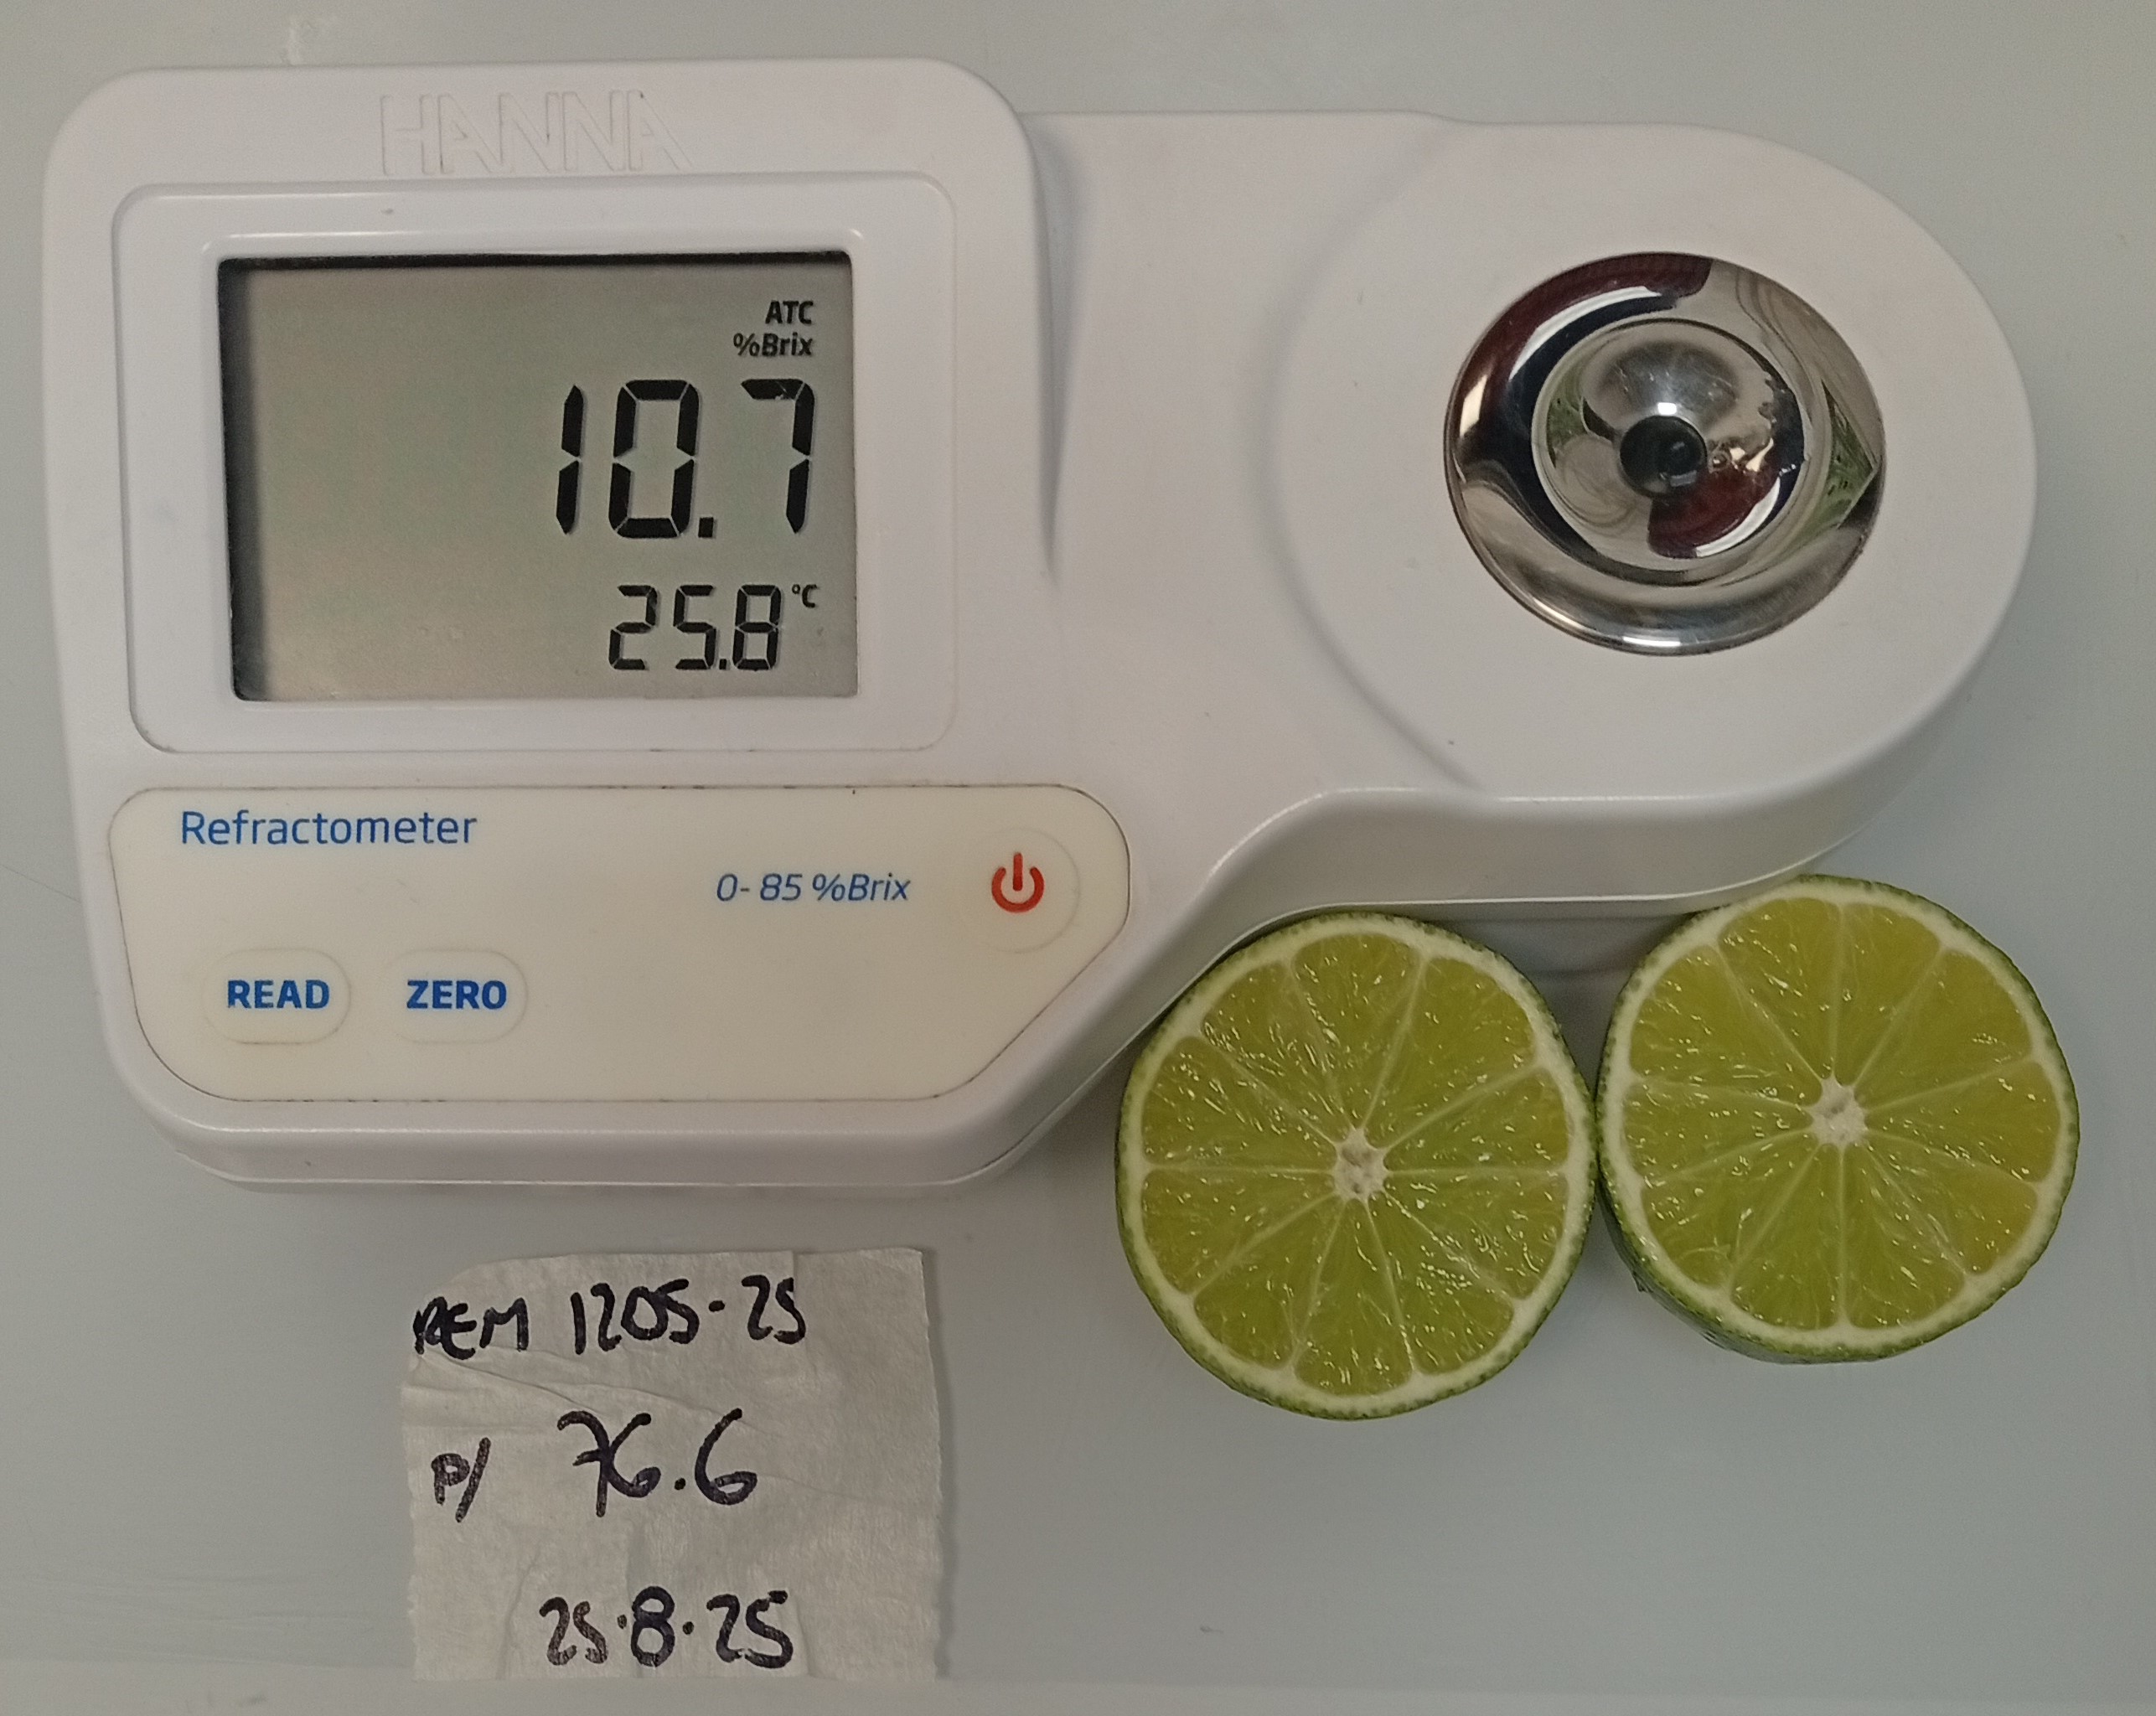 HANNA
ATC
%Brix
10.7
25.8 °C
Refractometer
0- 85 %Brix
READ ZERO
REM 1205-25
P/ 76.6
25·8·25